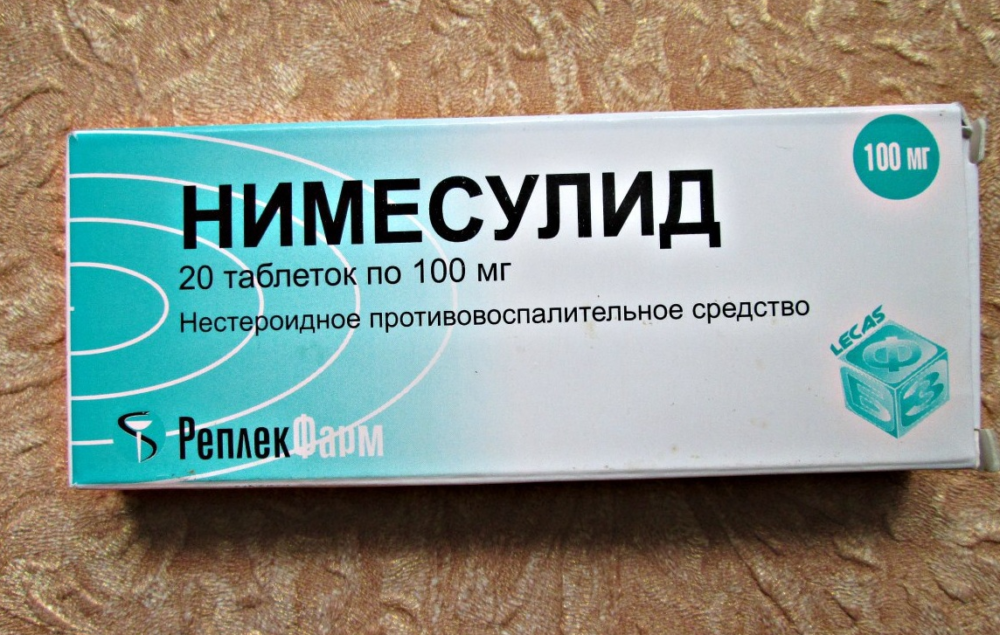 100 мг
НИМЕСУЛИД
20 таблеток по 100 мг
Нестероидное противовоспалительное средство
LECAS
Ф
Б З
РеплекФарм